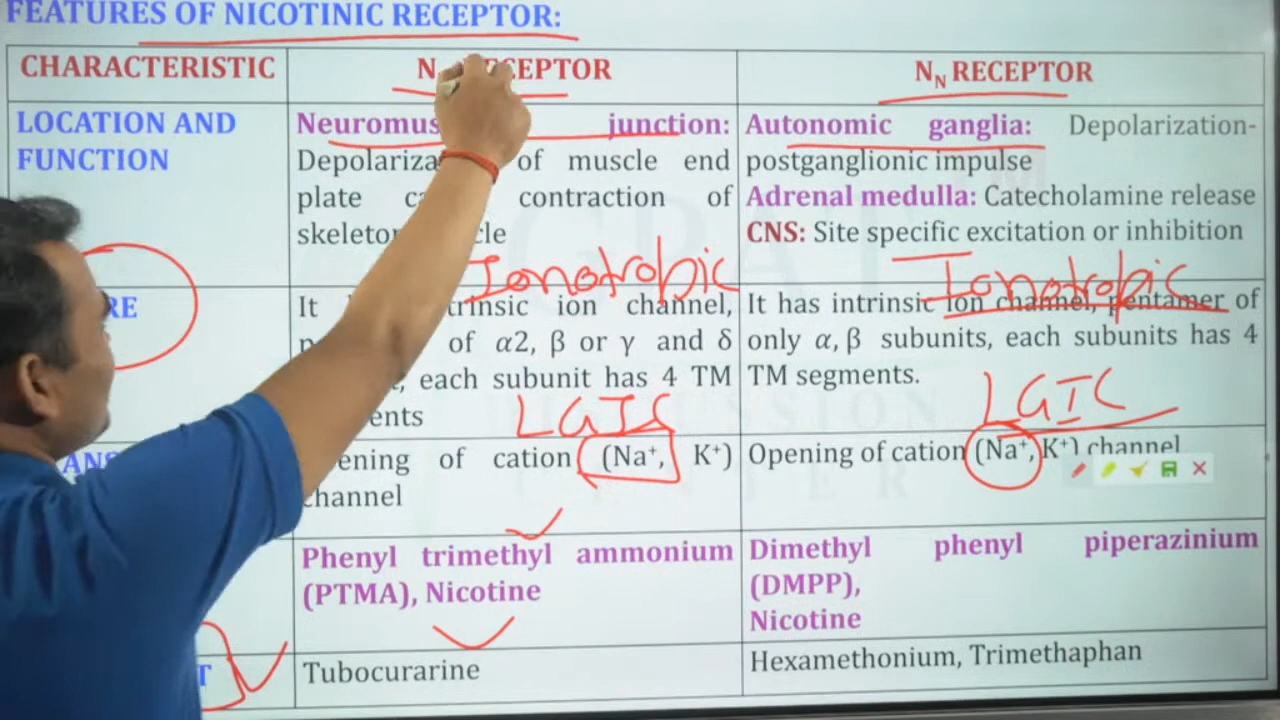 FEATURES OF NICOTINIC RECEPTOR:
CHARACTERISTIC
N RECEPTOR
N_N RECEPTOR
LOCATION AND
FUNCTION
Neuromus junction:
Depolariza of muscle end
plate contraction of
skeleto cle
Autonomic ganglia: Depolarization-
postganglionic impulse
Adrenal medulla: Catecholamine release
CNS: Site specific excitation or inhibition
Ionotropic
Ionotropic
RE
It trinsic ion channel,
of α2, β or γ and δ
, each subunit has 4 TM
ents
LGIC
It has intrinsic ion channel, pentamer of
only α, β subunits, each subunits has 4
TM segments.
LGIC
ANS
ening of cation (Na⁺, K⁺)
channel
Opening of cation (Na⁺, K⁺) channel
Phenyl trimethyl ammonium
(PTMA), Nicotine
Dimethyl phenyl piperazinium
(DMPP),
Nicotine
T
Tubocurarine
Hexamethonium, Trimethaphan